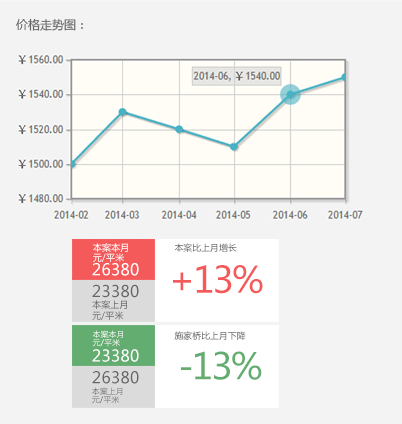 价格走势图：
￥1560.00
￥1540.00
￥1520.00
￥1500.00
￥1480.00
2014-06, ￥1540.00
2014-02 2014-03 2014-04 2014-05 2014-06 2014-07
本案本月
元/平米
26380
23380
本案上月
元/平米
本案比上月增长
+13%
本案本月
元/平米
23380
26380
本案上月
元/平米
施家桥比上月下降
-13%